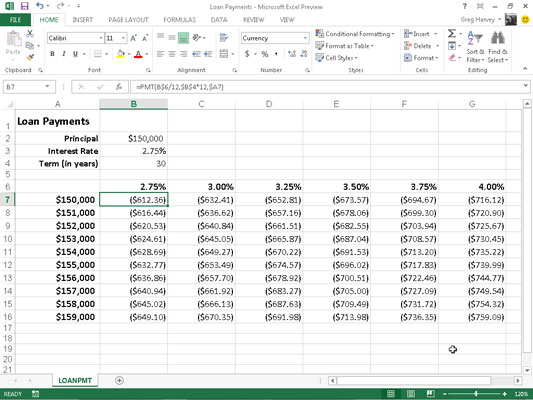 Loan Payments - Microsoft Excel Preview
FILE HOME INSERT PAGE LAYOUT FORMULAS DATA REVIEW VIEW Greg Harvey
Calibri 11 Currency Conditional Formatting Insert
Paste B I U $ % Format as Table Delete Sort & Filter Find & Select
Cell Styles Format
Clipboard Font Alignment Number Styles Cells Editing
B7 fx =PMT(B$6/12,$B$4*12,$A7)
A B C D E F G
1 Loan Payments
2 Principal $150,000
3 Interest Rate 2.75%
4 Term (in years) 30
5
6 2.75% 3.00% 3.25% 3.50% 3.75% 4.00%
7 $150,000 ($612.36) ($632.41) ($652.81) ($673.57) ($694.67) ($716.12)
8 $151,000 ($616.44) ($636.62) ($657.16) ($678.06) ($699.30) ($720.90)
9 $152,000 ($620.53) ($640.84) ($661.51) ($682.55) ($703.94) ($725.67)
10 $153,000 ($624.61) ($645.05) ($665.87) ($687.04) ($708.57) ($730.45)
11 $154,000 ($628.69) ($649.27) ($670.22) ($691.53) ($713.20) ($735.22)
12 $155,000 ($632.77) ($653.49) ($674.57) ($696.02) ($717.83) ($739.99)
13 $156,000 ($636.86) ($657.70) ($678.92) ($700.51) ($722.46) ($744.77)
14 $157,000 ($640.94) ($661.92) ($683.27) ($705.00) ($727.09) ($749.54)
15 $158,000 ($645.02) ($666.13) ($687.63) ($709.49) ($731.72) ($754.32)
16 $159,000 ($649.10) ($670.35) ($691.98) ($713.98) ($736.35) ($759.09)
17
18
19
20
21
LOANPMT
READY 120%